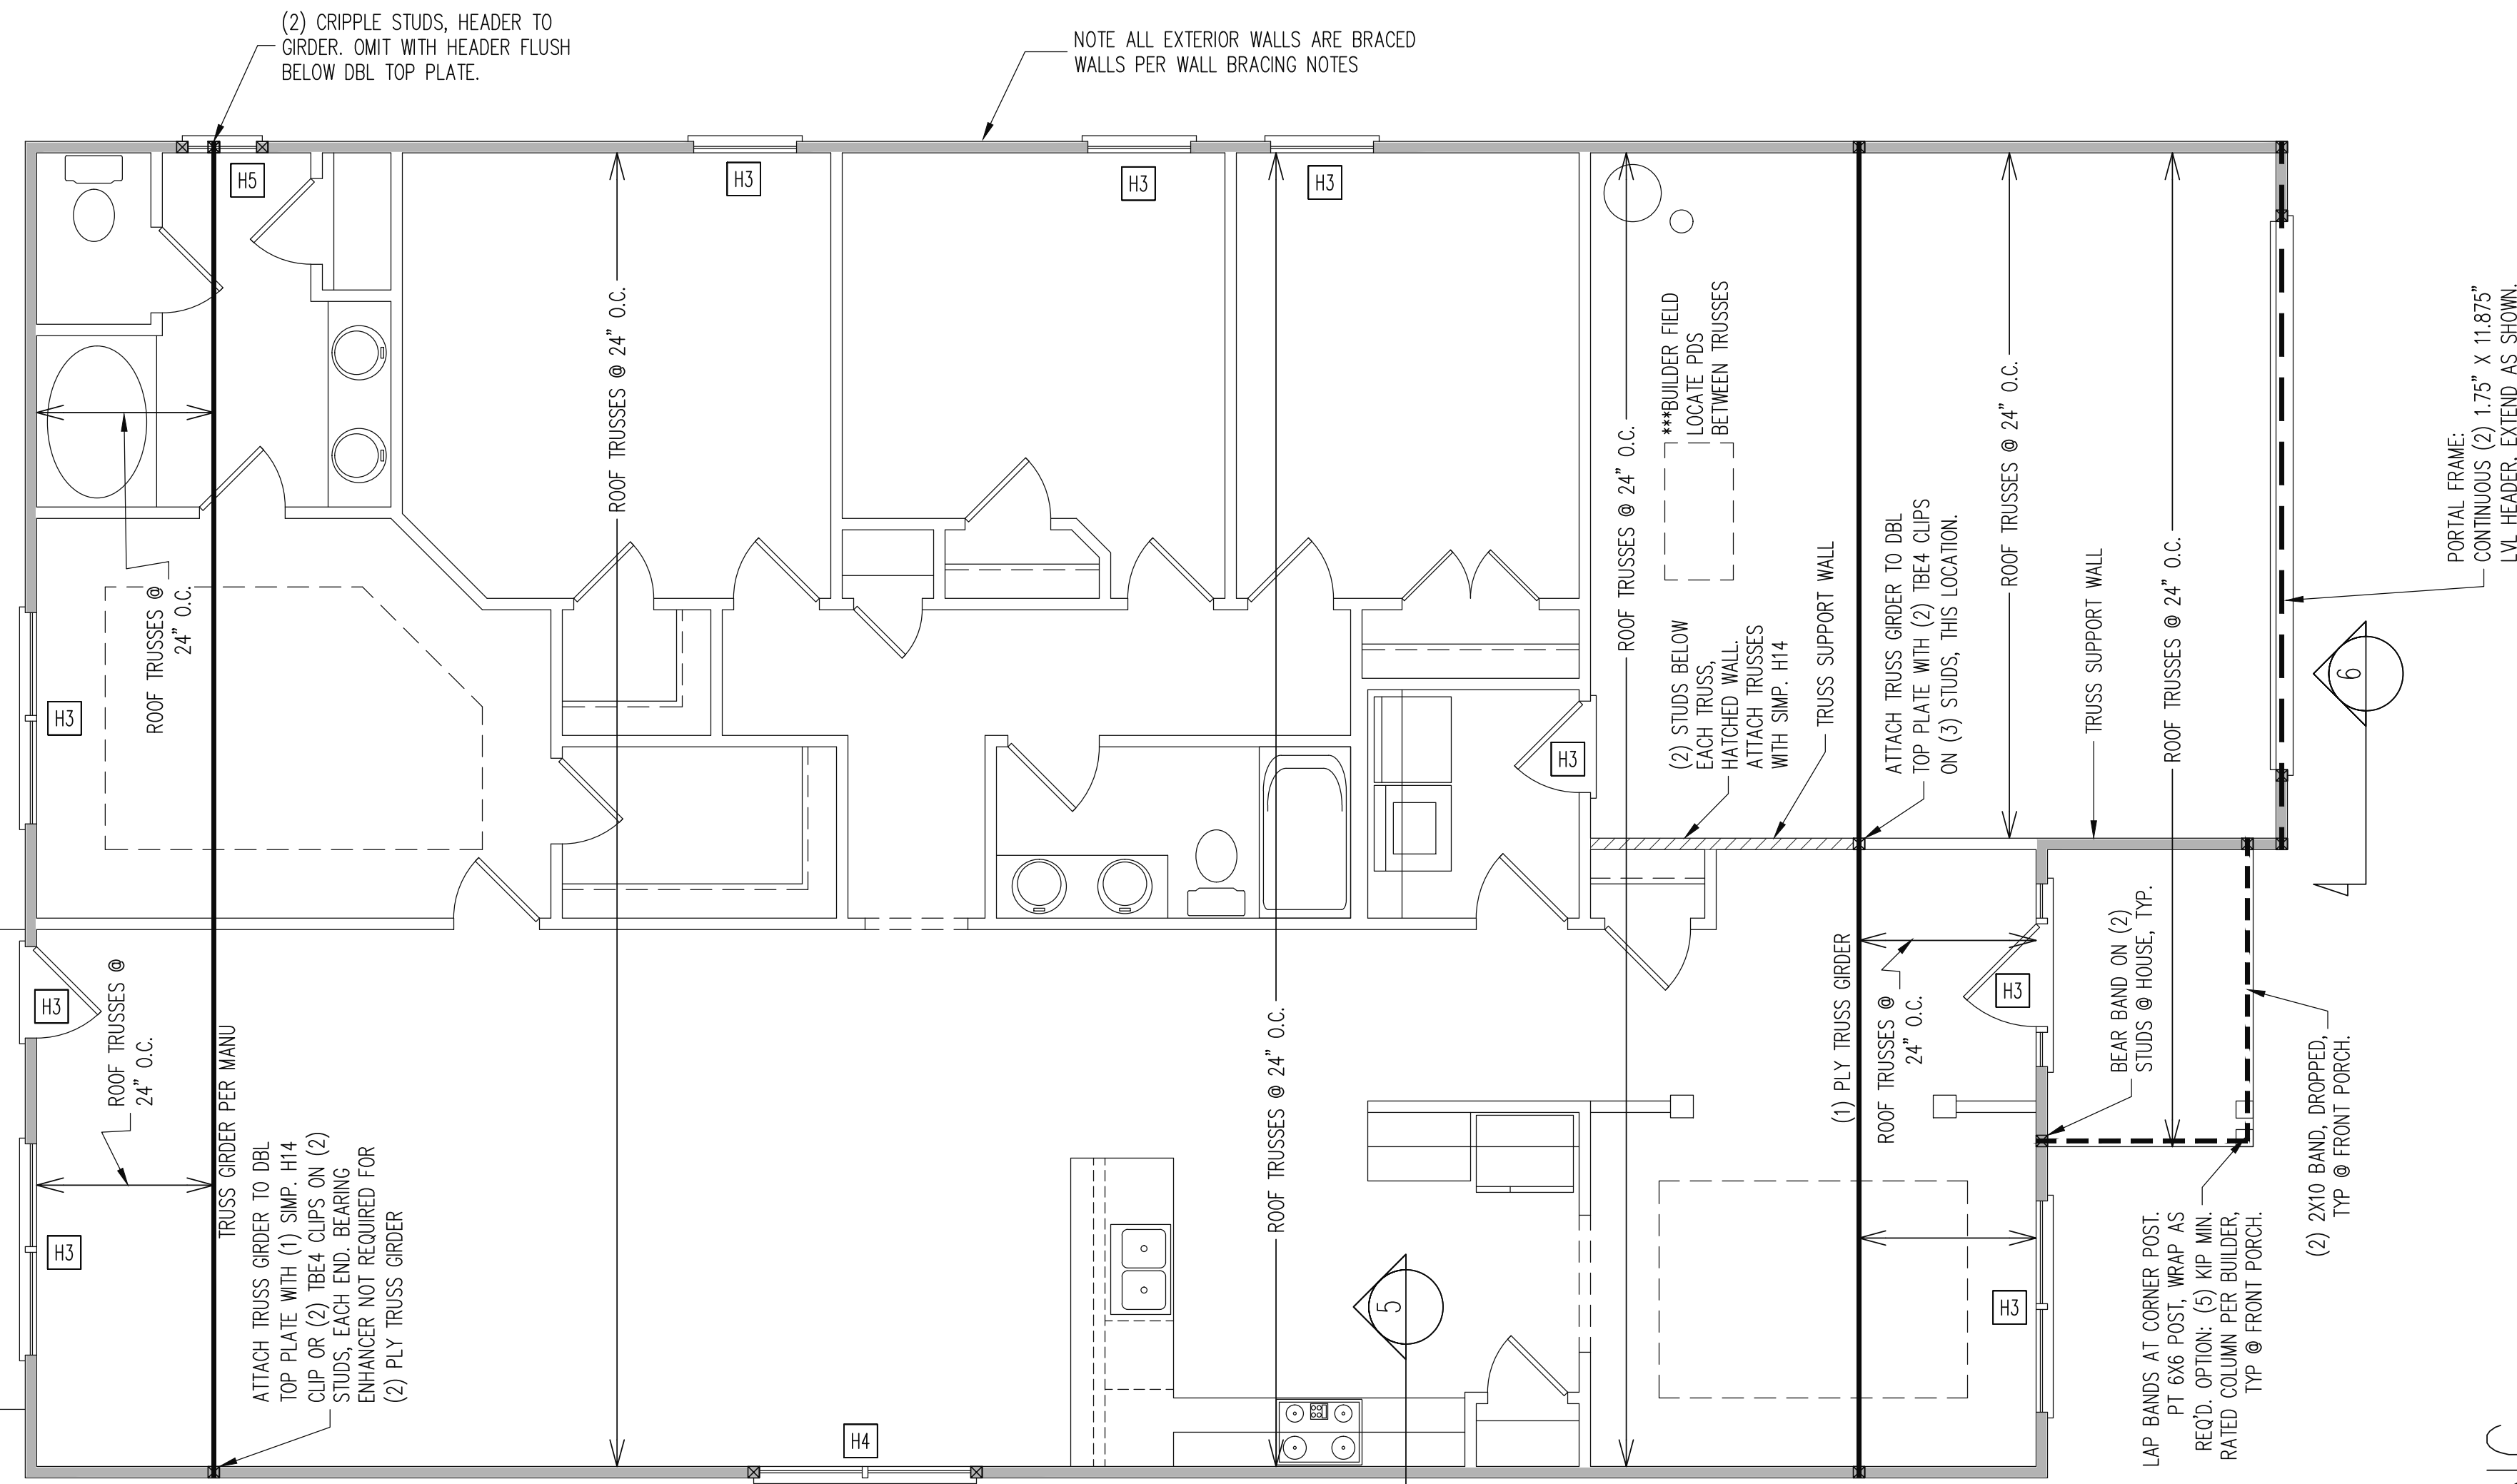 (2) CRIPPLE STUDS, HEADER TO
GIRDER. OMIT WITH HEADER FLUSH
BELOW DBL TOP PLATE.
NOTE ALL EXTERIOR WALLS ARE BRACED
WALLS PER WALL BRACING NOTES
H5
H3
H3
H3
ROOF TRUSSES @ 24" O.C.
ROOF TRUSSES @
24" O.C.
H3
H3
ROOF TRUSSES @
24" O.C.
H3
TRUSS GIRDER PER MANU
ATTACH TRUSS GIRDER TO DBL
TOP PLATE WITH (1) SIMP. H14
CLIP OR (2) TBE4 CLIPS ON (2)
STUDS, EACH END. BEARING
ENHANCER NOT REQUIRED FOR
(2) PLY TRUSS GIRDER
H4
ROOF TRUSSES @ 24" O.C.
5
H3
ROOF TRUSSES @ 24" O.C.
***BUILDER FIELD
LOCATE PDS
BETWEEN TRUSSES
(2) STUDS BELOW
EACH TRUSS,
HATCHED WALL.
ATTACH TRUSSES
WITH SIMP. H14
TRUSS SUPPORT WALL
ATTACH TRUSS GIRDER TO DBL
TOP PLATE WITH (2) TBE4 CLIPS
ON (3) STUDS, THIS LOCATION.
ROOF TRUSSES @ 24" O.C.
TRUSS SUPPORT WALL
ROOF TRUSSES @ 24" O.C.
(1) PLY TRUSS GIRDER
ROOF TRUSSES @
24" O.C.
H3
H3
BEAR BAND ON (2)
STUDS @ HOUSE, TYP.
LAP BANDS AT CORNER POST.
PT 6X6 POST, WRAP AS
REQ'D. OPTION: (5) KIP MIN.
RATED COLUMN PER BUILDER,
TYP @ FRONT PORCH.
(2) 2X10 BAND, DROPPED,
TYP @ FRONT PORCH.
6
PORTAL FRAME:
CONTINUOUS (2) 1.75" X 11.875"
LVL HEADER. EXTEND AS SHOWN.